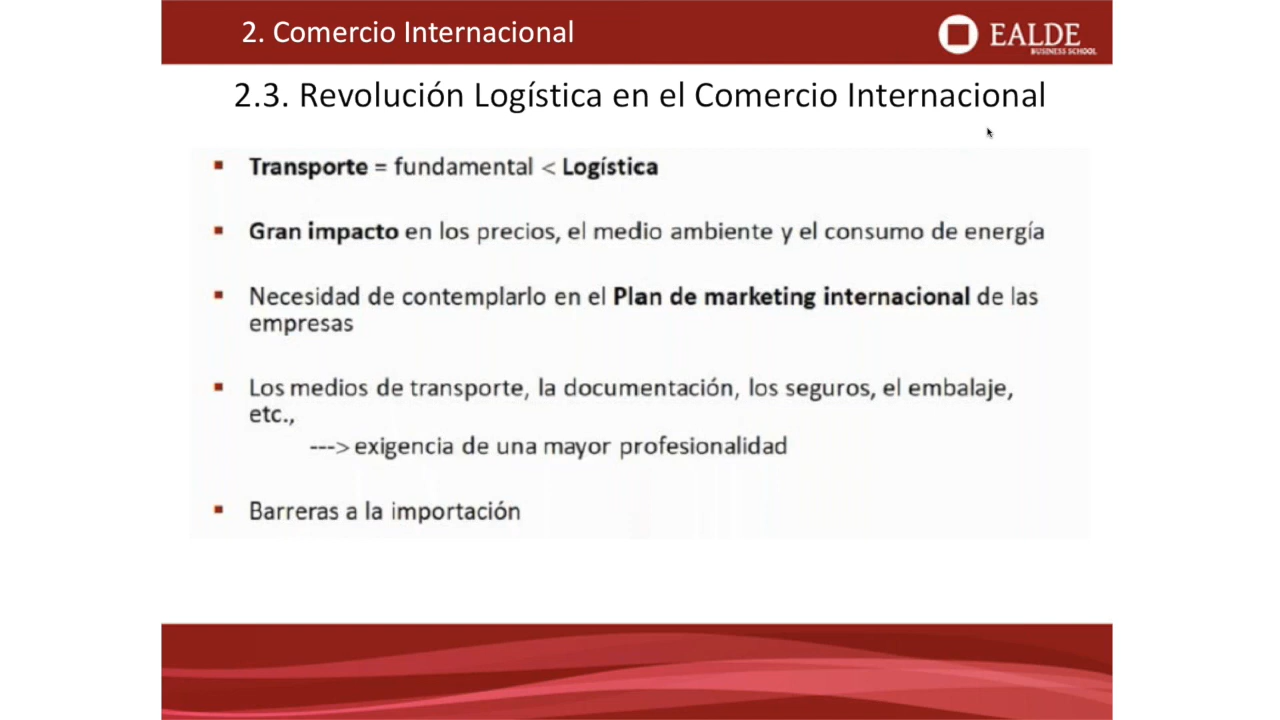 2. Comercio Internacional
EALDE
BUSINESS SCHOOL
2.3. Revolución Logística en el Comercio Internacional
▪ Transporte = fundamental < Logística
▪ Gran impacto en los precios, el medio ambiente y el consumo de energía
▪ Necesidad de contemplarlo en el Plan de marketing internacional de las
empresas
▪ Los medios de transporte, la documentación, los seguros, el embalaje,
etc.,
---> exigencia de una mayor profesionalidad
▪ Barreras a la importación